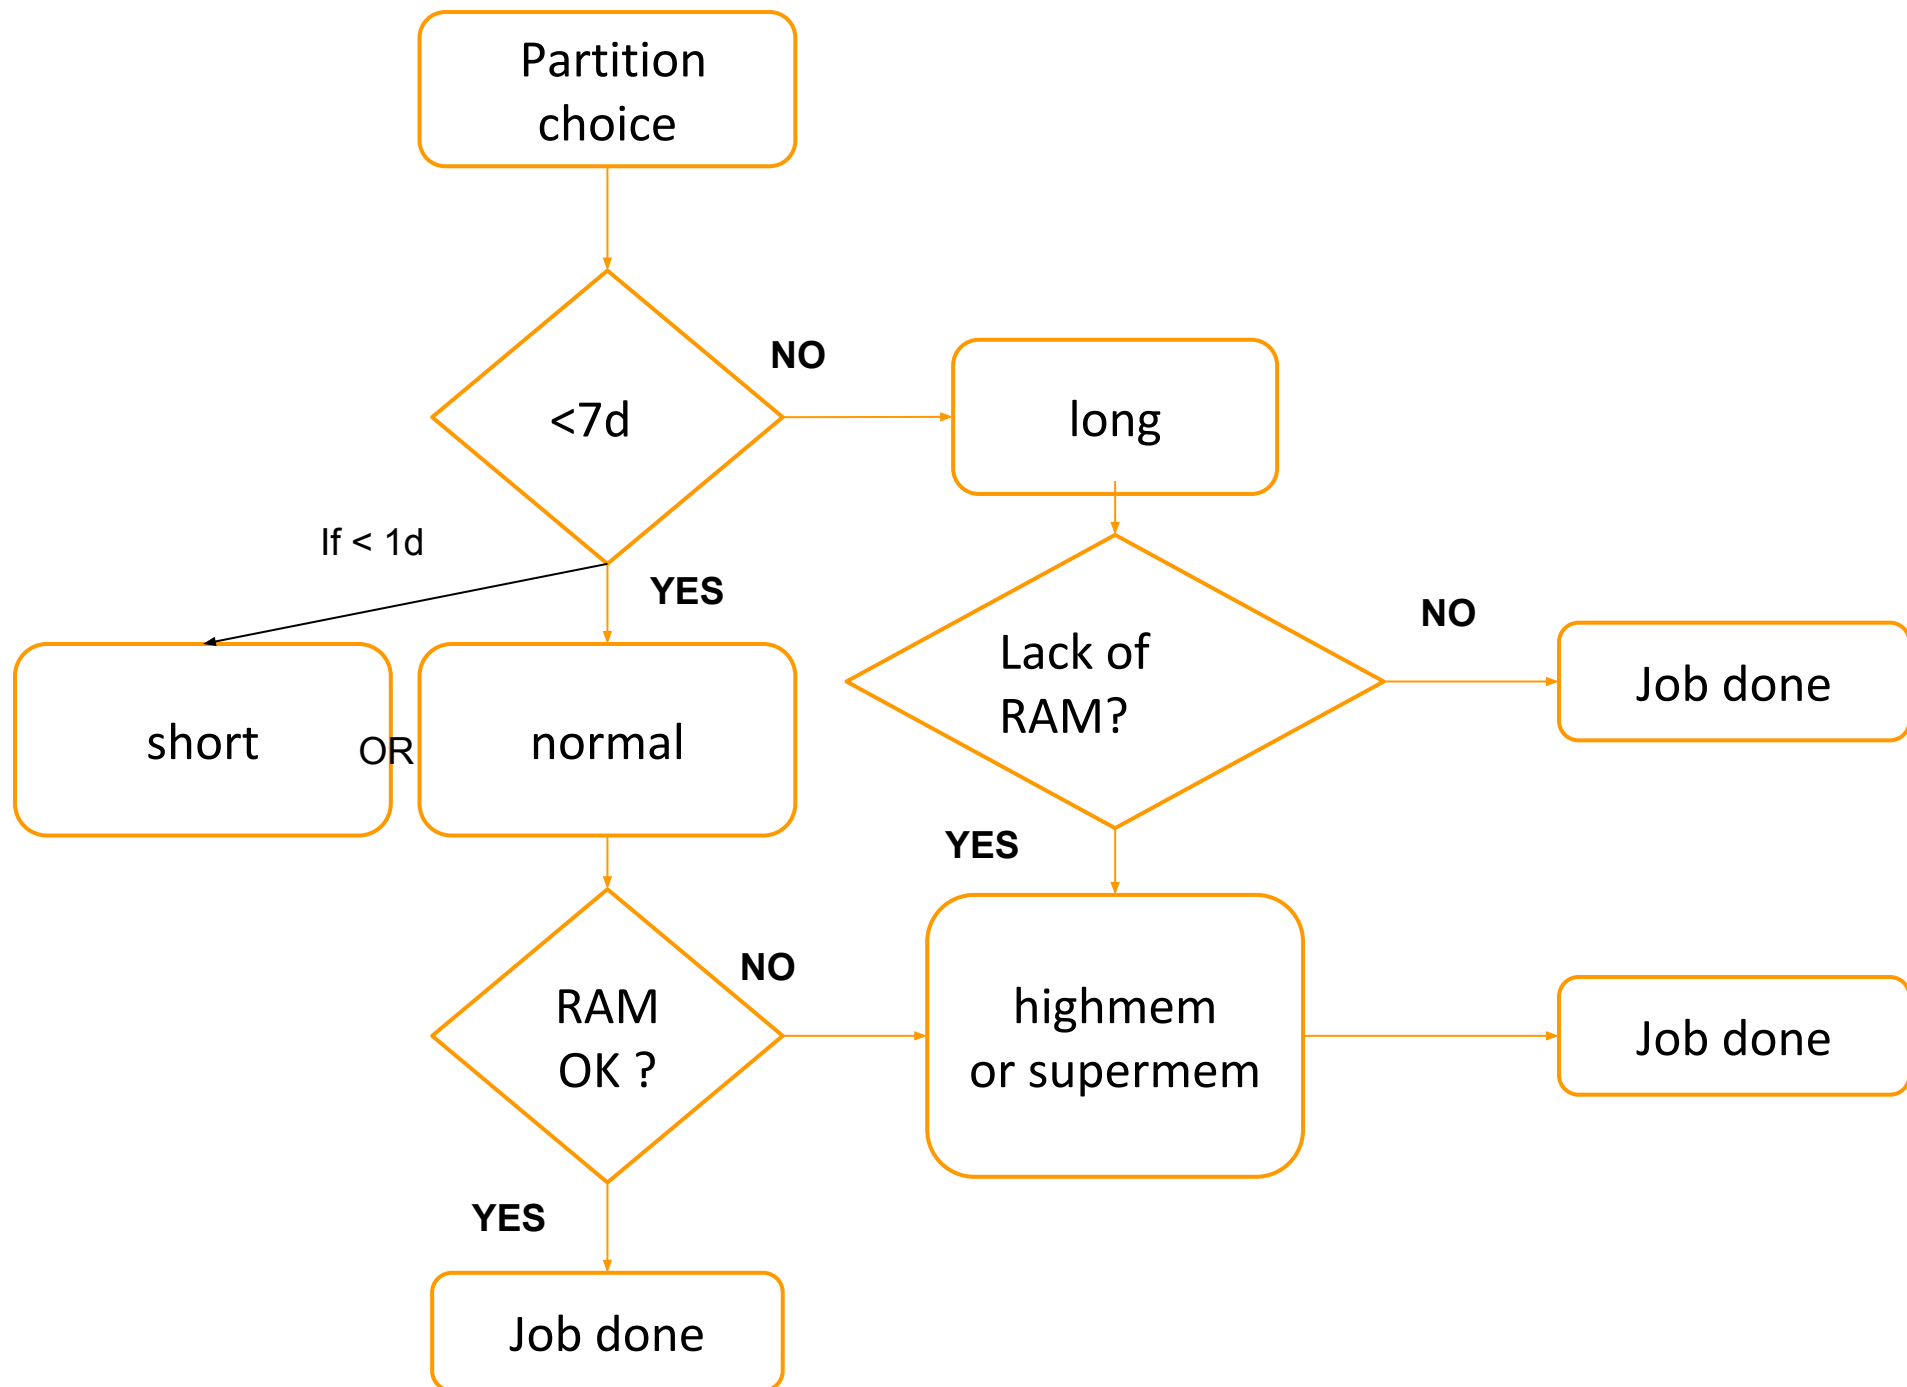 Partition
choice
<7d
NO
long
If < 1d
YES
short
OR
normal
Lack of
RAM?
NO
Job done
YES
RAM
OK ?
NO
highmem
or supermem
Job done
YES
Job done